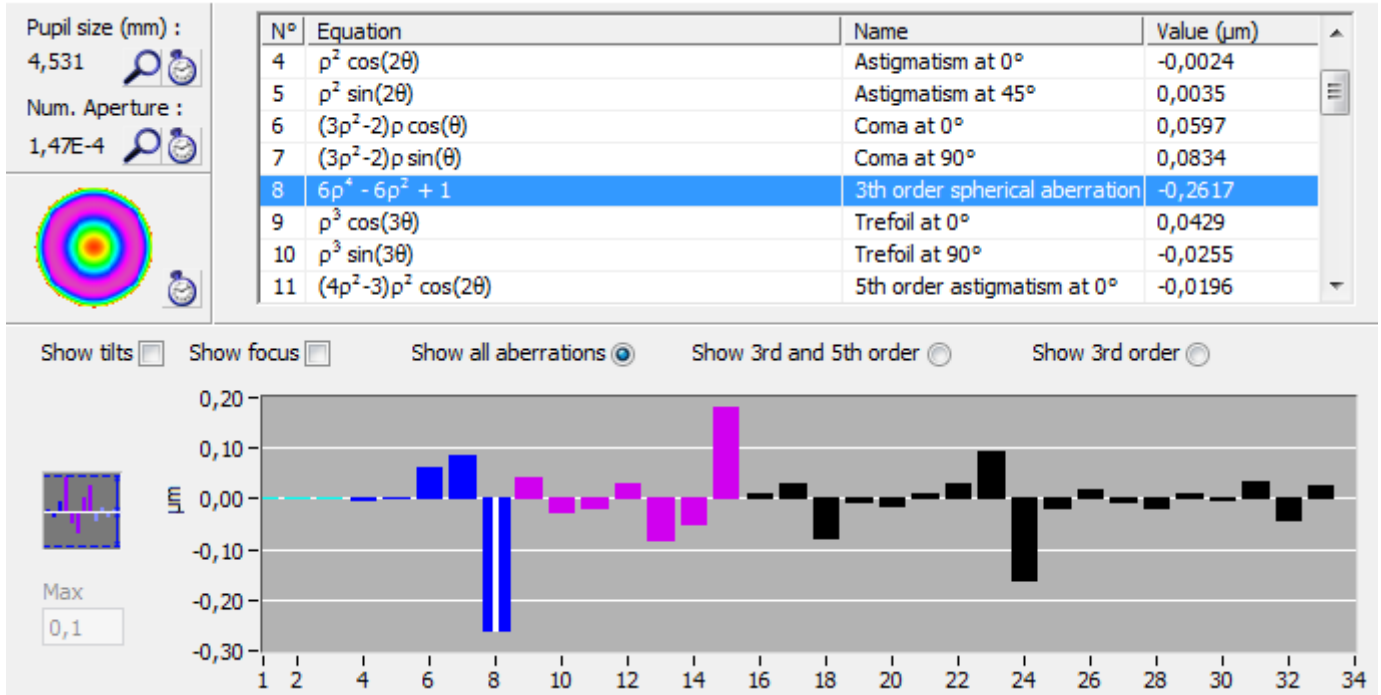 Pupil size (mm) :
4,531
Num. Aperture :
1,47E-4
N° Equation Name Value (µm)
4 ρ² cos(2θ) Astigmatism at 0° -0,0024
5 ρ² sin(2θ) Astigmatism at 45° 0,0035
6 (3ρ²-2)ρ cos(θ) Coma at 0° 0,0597
7 (3ρ²-2)ρ sin(θ) Coma at 90° 0,0834
8 6ρ⁴ - 6ρ² + 1 3th order spherical aberration -0,2617
9 ρ³ cos(3θ) Trefoil at 0° 0,0429
10 ρ³ sin(3θ) Trefoil at 90° -0,0255
11 (4ρ²-3)ρ² cos(2θ) 5th order astigmatism at 0° -0,0196
Show tilts Show focus Show all aberrations Show 3rd and 5th order Show 3rd order
0,20
0,10
µm 0,00
-0,10
Max
-0,20
0,1
-0,30
1 2 4 6 8 10 12 14 16 18 20 22 24 26 28 30 32 34